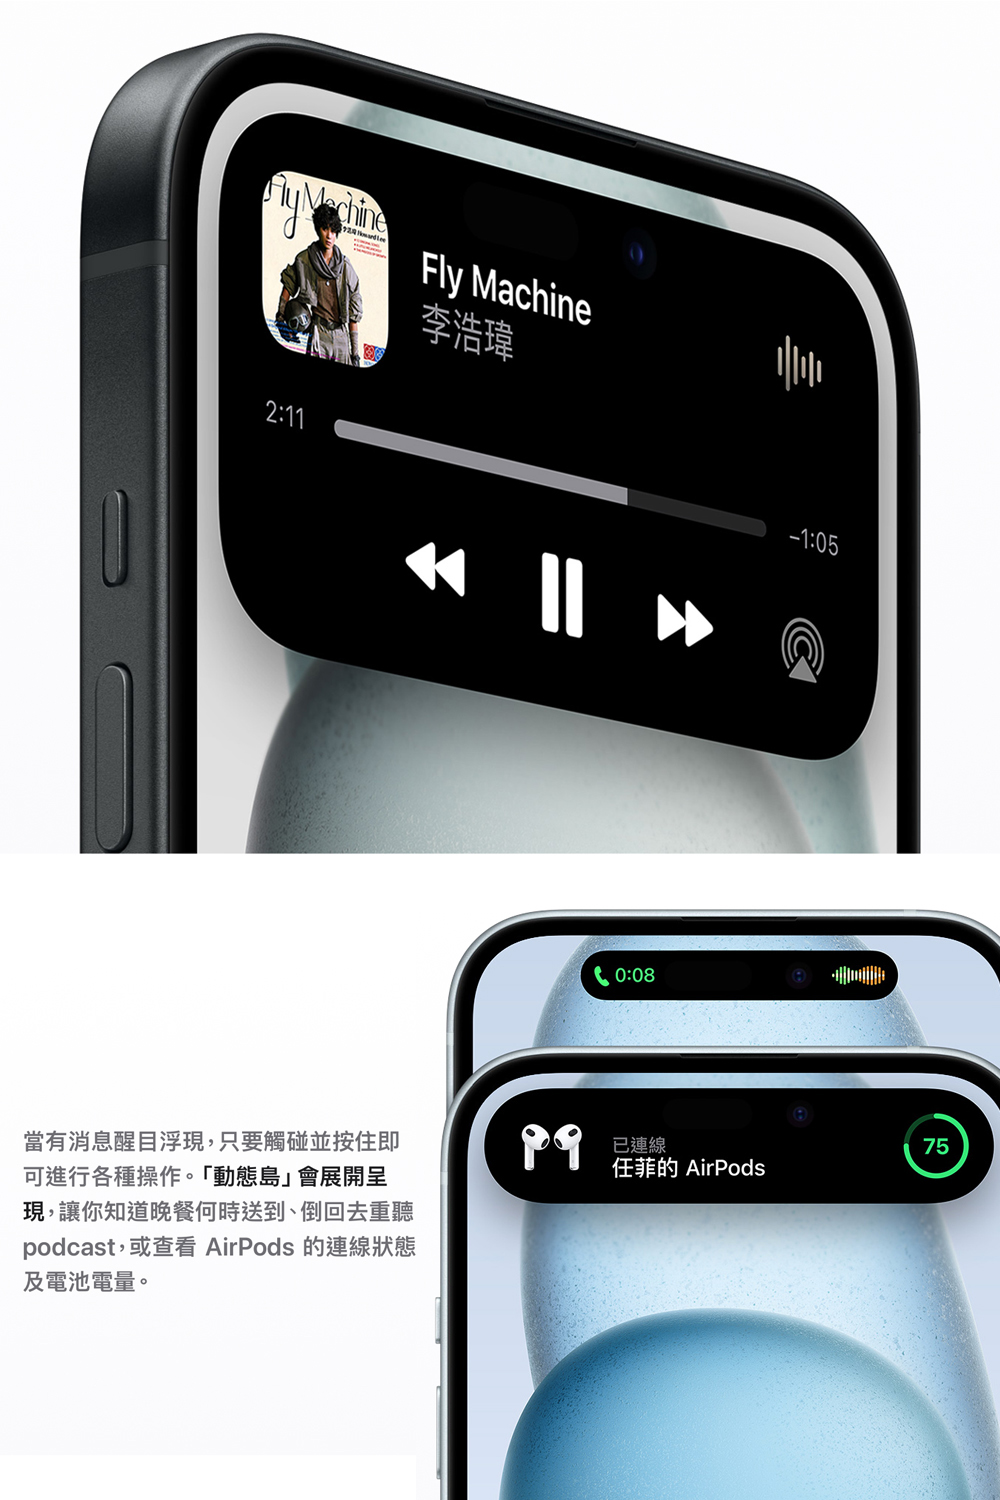 Fly Machine
李浩瑋 Howard Lee
Fly Machine
李浩瑋
2:11
-1:05
0:08
已連線
任菲的 AirPods
75
當有消息醒目浮現，只要觸碰並按住即
可進行各種操作。「動態島」會展開呈
現，讓你知道晚餐何時送到、倒回去重聽
podcast，或查看 AirPods 的連線狀態
及電池電量。